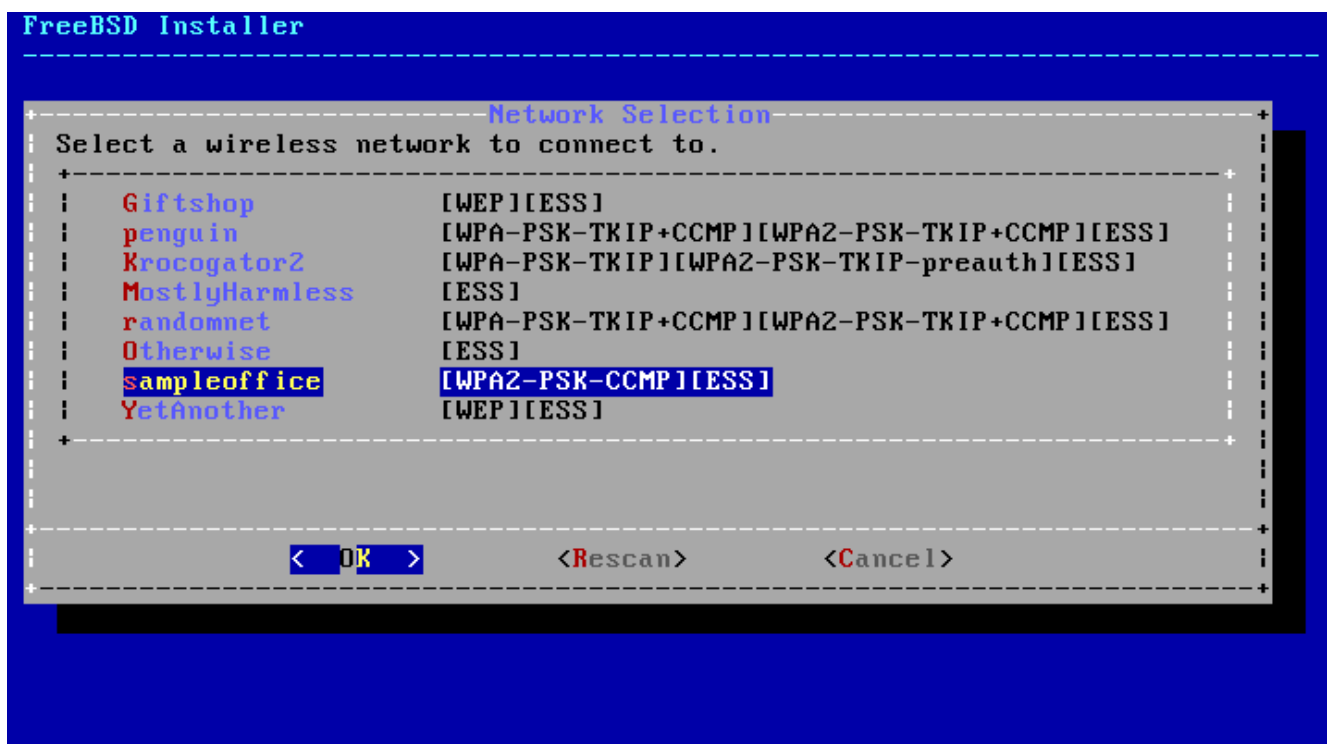 FreeBSD Installer
Network Selection
Select a wireless network to connect to.
Giftshop [WEP][ESS]
penguin [WPA-PSK-TKIP+CCMP][WPA2-PSK-TKIP+CCMP][ESS]
Krocogator2 [WPA-PSK-TKIP][WPA2-PSK-TKIP-preauth][ESS]
MostlyHarmless [ESS]
randomnet [WPA-PSK-TKIP+CCMP][WPA2-PSK-TKIP+CCMP][ESS]
Otherwise [ESS]
sampleoffice [WPA2-PSK-CCMP][ESS]
YetAnother [WEP][ESS]
< OK > <Rescan> <Cancel>